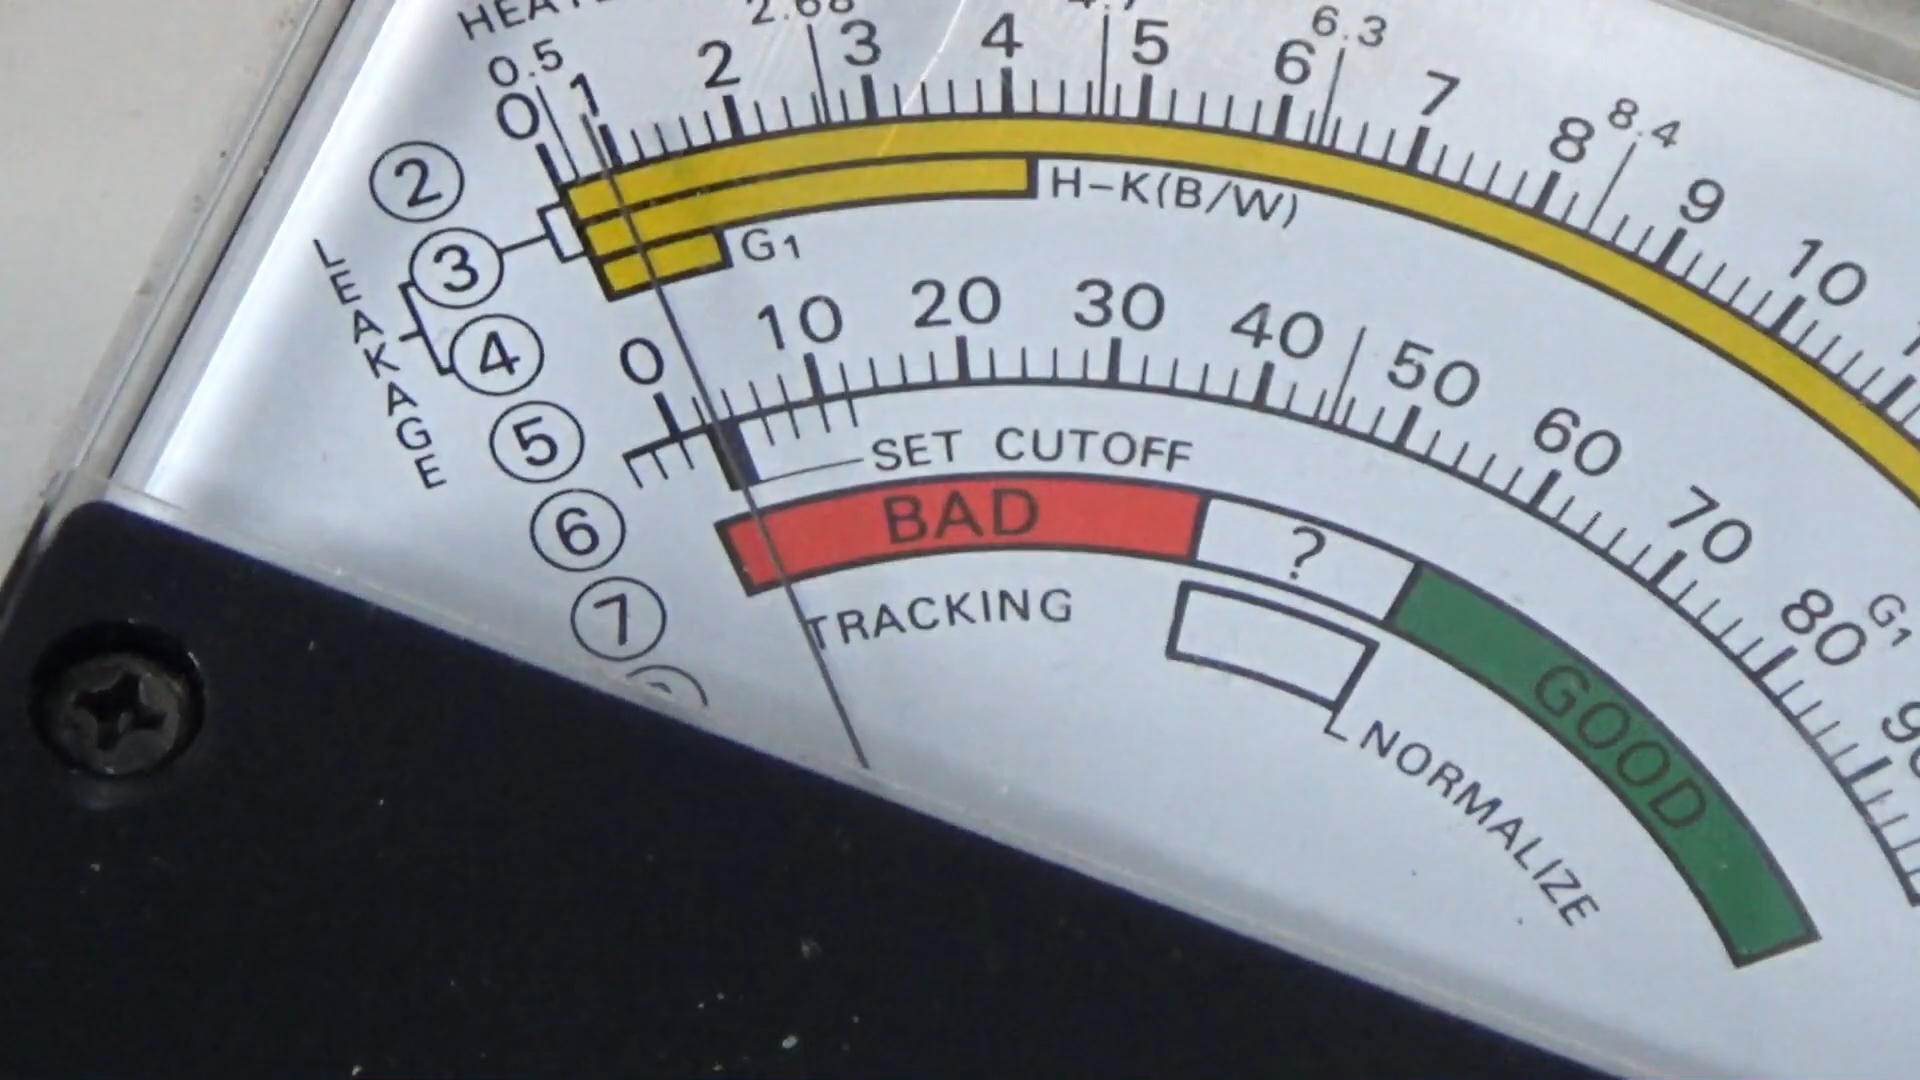 0.5 2.68 6.3 8.4
0 1 2 3 4 5 6 7 8 9 10
H-K(B/W)
G1
② ③ ④ ⑤ ⑥ ⑦
LEAKAGE
0 10 20 30 40 50 60 70 80
G1
SET CUTOFF
BAD ? GOOD
TRACKING
NORMALIZE